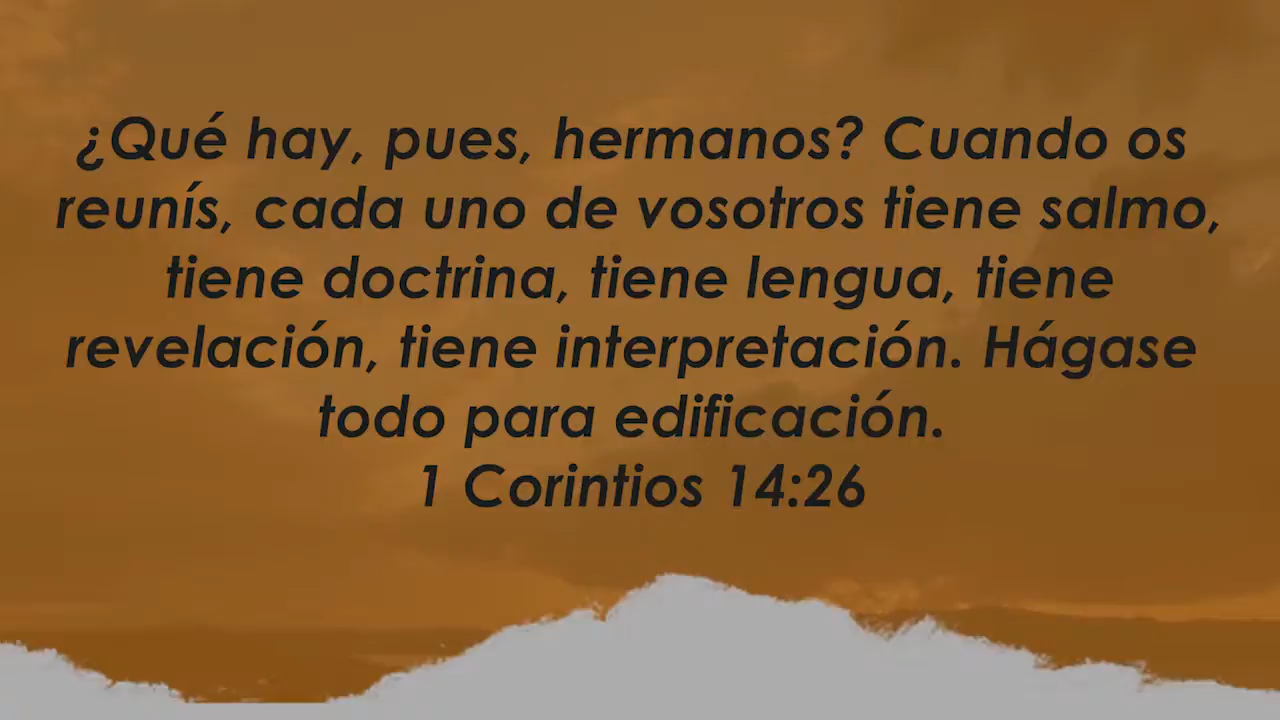 ¿Qué hay, pues, hermanos? Cuando os
reunís, cada uno de vosotros tiene salmo,
tiene doctrina, tiene lengua, tiene
revelación, tiene interpretación. Hágase
todo para edificación.
1 Corintios 14:26